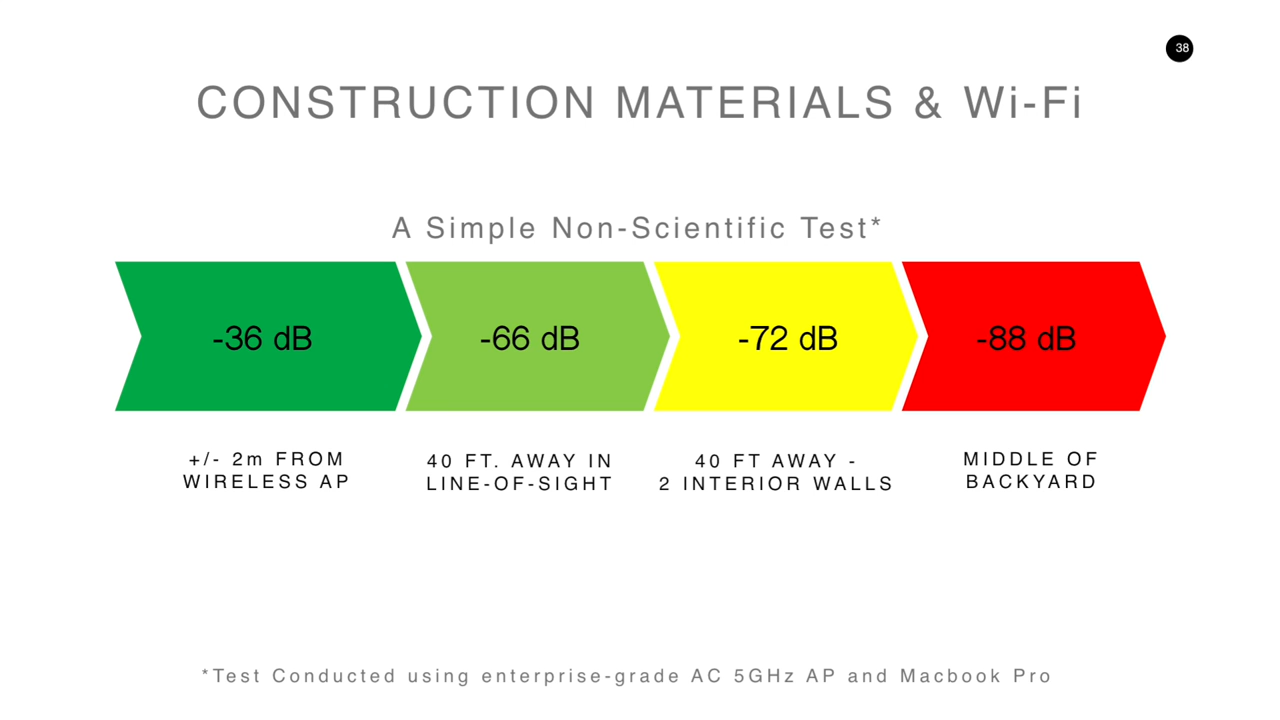 38
CONSTRUCTION MATERIALS & Wi-Fi
A Simple Non-Scientific Test*
-36 dB
-66 dB
-72 dB
-88 dB
+/- 2m FROM
WIRELESS AP
40 FT. AWAY IN
LINE-OF-SIGHT
40 FT AWAY -
2 INTERIOR WALLS
MIDDLE OF
BACKYARD
*Test Conducted using enterprise-grade AC 5GHz AP and Macbook Pro